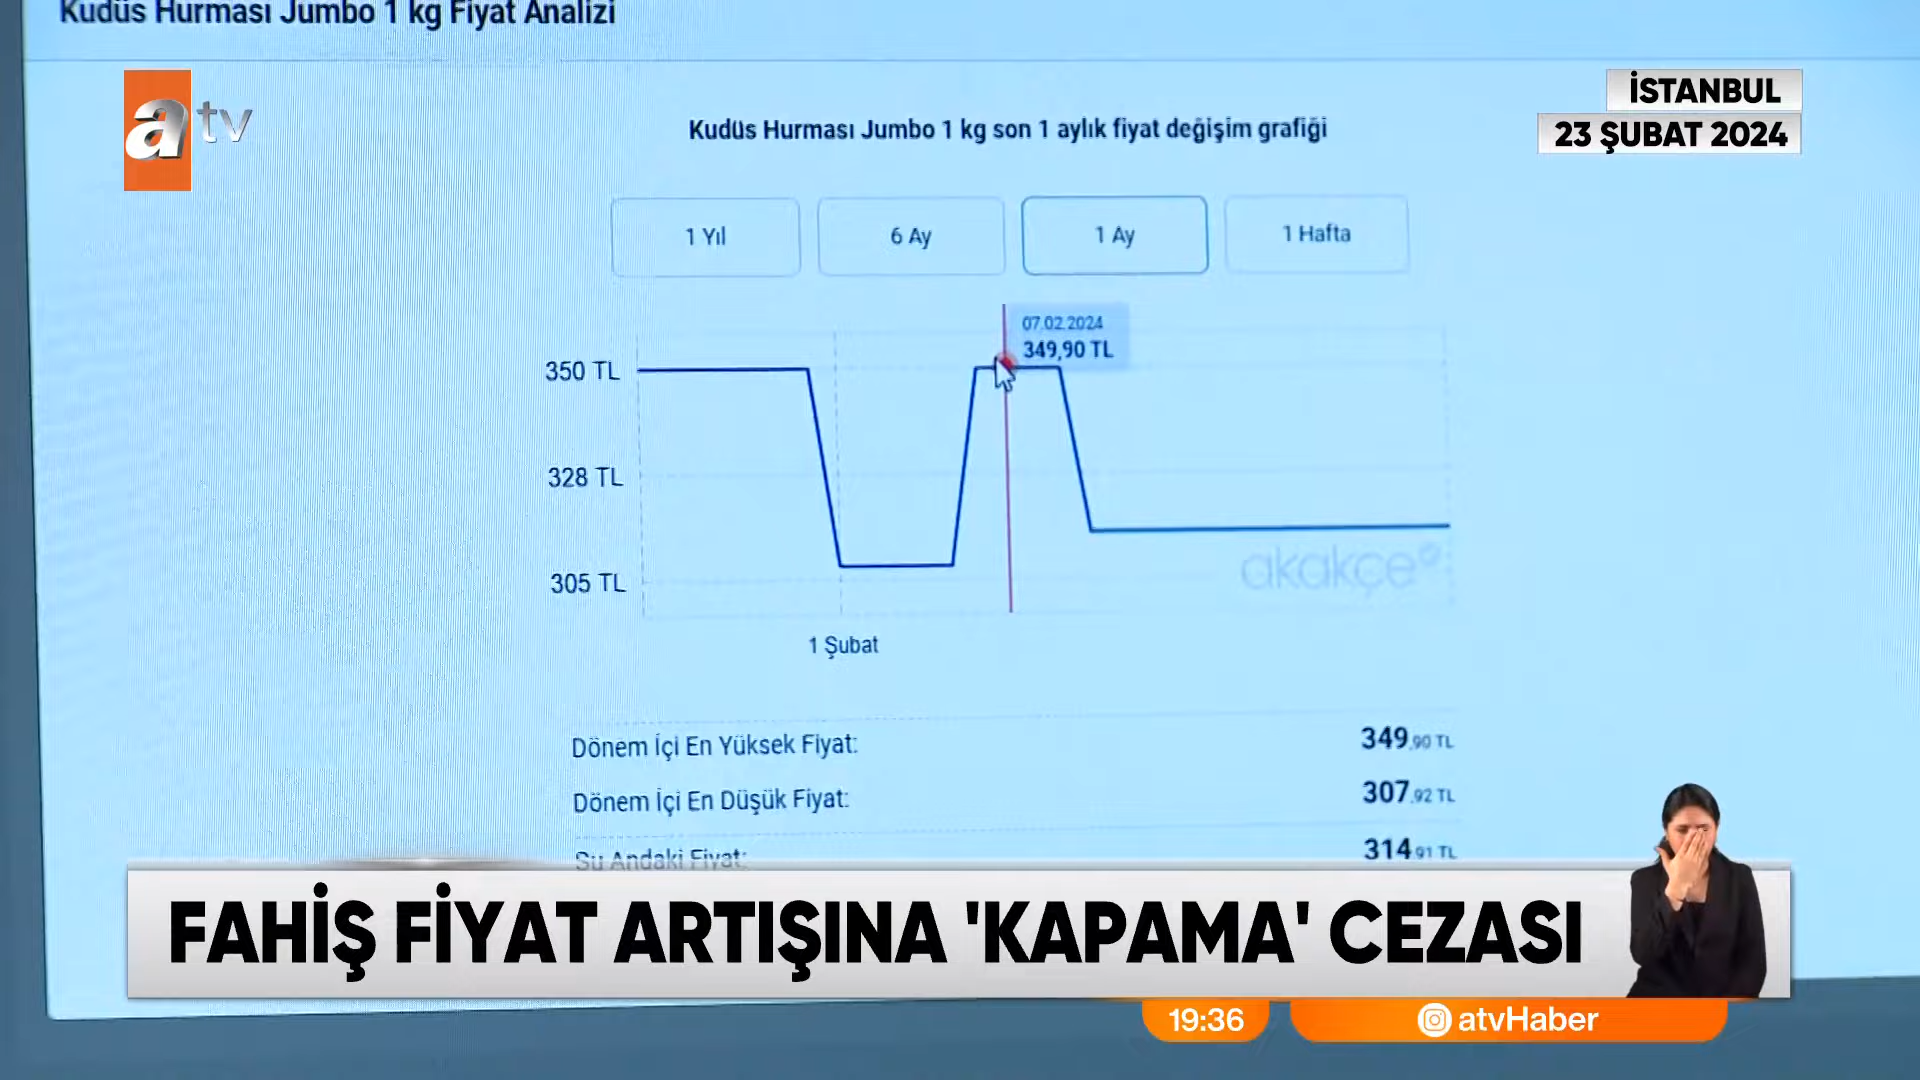 Kudüs Hurması Jumbo 1 kg Fiyat Analizi
a tv
İSTANBUL
23 ŞUBAT 2024
Kudüs Hurması Jumbo 1 kg son 1 aylık fiyat değişim grafiği
1 Yıl 6 Ay 1 Ay 1 Hafta
07.02.2024
349,90 TL
350 TL
328 TL
305 TL
akakçe
1 Şubat
Dönem İçi En Yüksek Fiyat: 349,90 TL
Dönem İçi En Düşük Fiyat: 307,92 TL
Şu Andaki Fiyat: 314,91 TL
FAHİŞ FİYAT ARTIŞINA 'KAPAMA' CEZASI
19:36
atvHaber